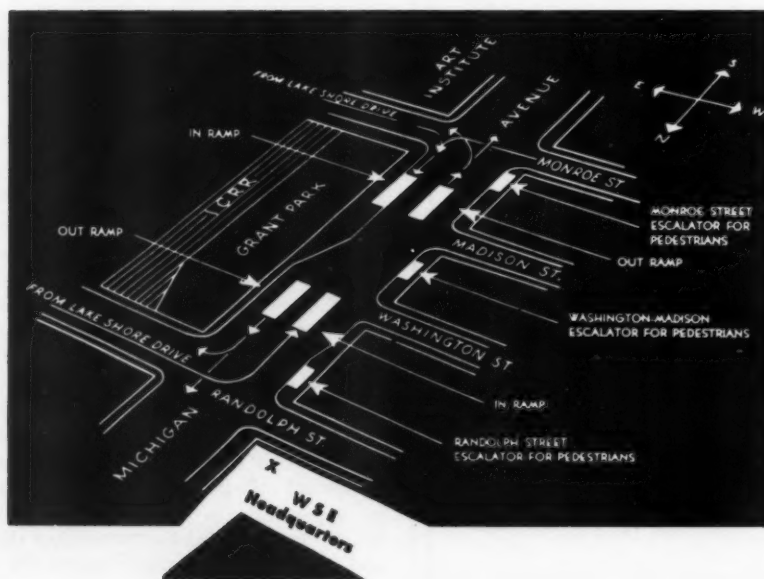 ART
INSTITUTE
FROM LAKE SHORE DRIVE
AVENUE
S
E
W
N
IN RAMP
MONROE ST.
I.C.R.R.
GRANT PARK
MONROE STREET
ESCALATOR FOR
PEDESTRIANS
OUT RAMP
MADISON ST.
OUT RAMP
WASHINGTON-MADISON
ESCALATOR FOR PEDESTRIANS
FROM LAKE SHORE DRIVE
WASHINGTON ST.
IN RAMP
MICHIGAN
RANDOLPH ST.
RANDOLPH STREET
ESCALATOR FOR PEDESTRIANS
X WSE
Headquarters